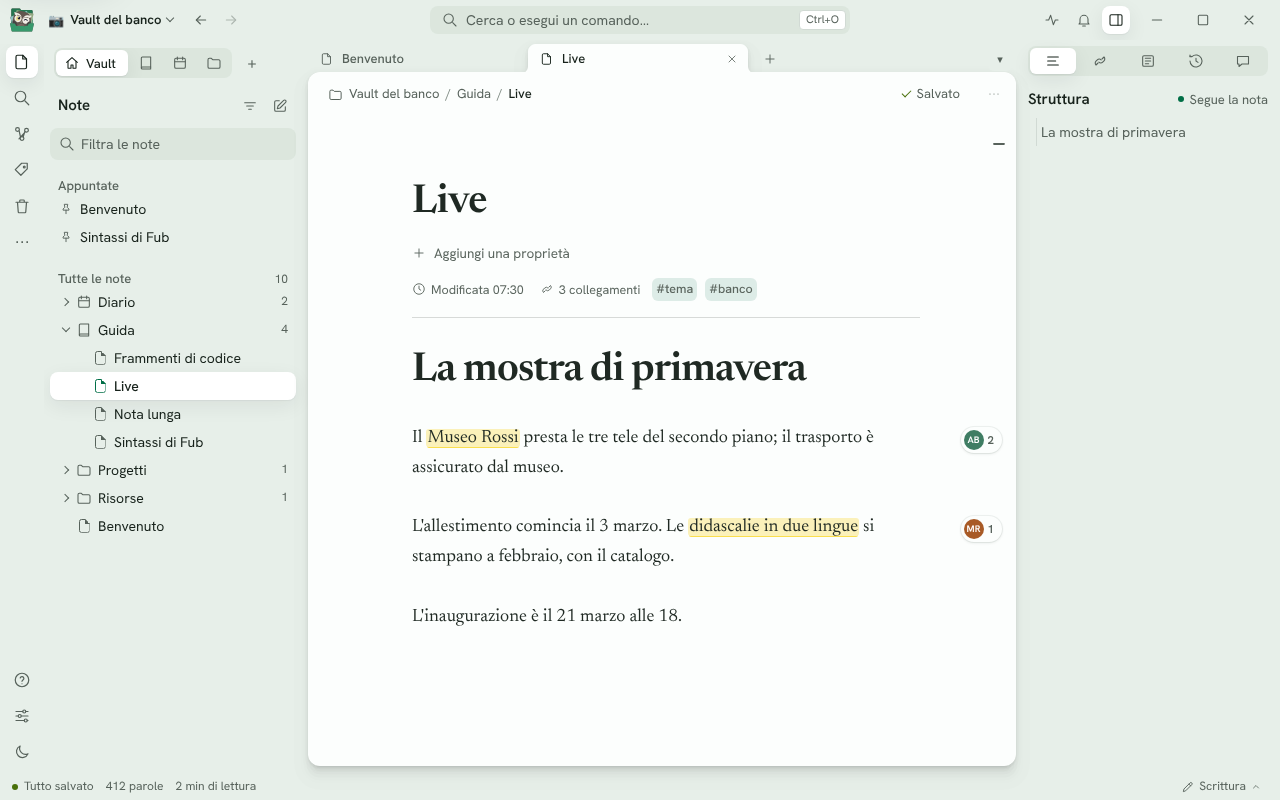 Vault del banco
Cerca o esegui un comando...
Ctrl+O
Vault
Benvenuto
Live
Note
Filtra le note
Appuntate
Benvenuto
Sintassi di Fub
Tutte le note 10
Diario 2
Guida 4
Frammenti di codice
Live
Nota lunga
Sintassi di Fub
Progetti 1
Risorse 1
Benvenuto
Vault del banco / Guida / Live
Salvato
Live
Aggiungi una proprietà
Modificata 07:30 3 collegamenti #tema #banco
La mostra di primavera
Il Museo Rossi presta le tre tele del secondo piano; il trasporto è
assicurato dal museo.
AB 2
L'allestimento comincia il 3 marzo. Le didascalie in due lingue si
stampano a febbraio, con il catalogo.
MR 1
L'inaugurazione è il 21 marzo alle 18.
Struttura
Segue la nota
La mostra di primavera
Tutto salvato 412 parole 2 min di lettura
Scrittura